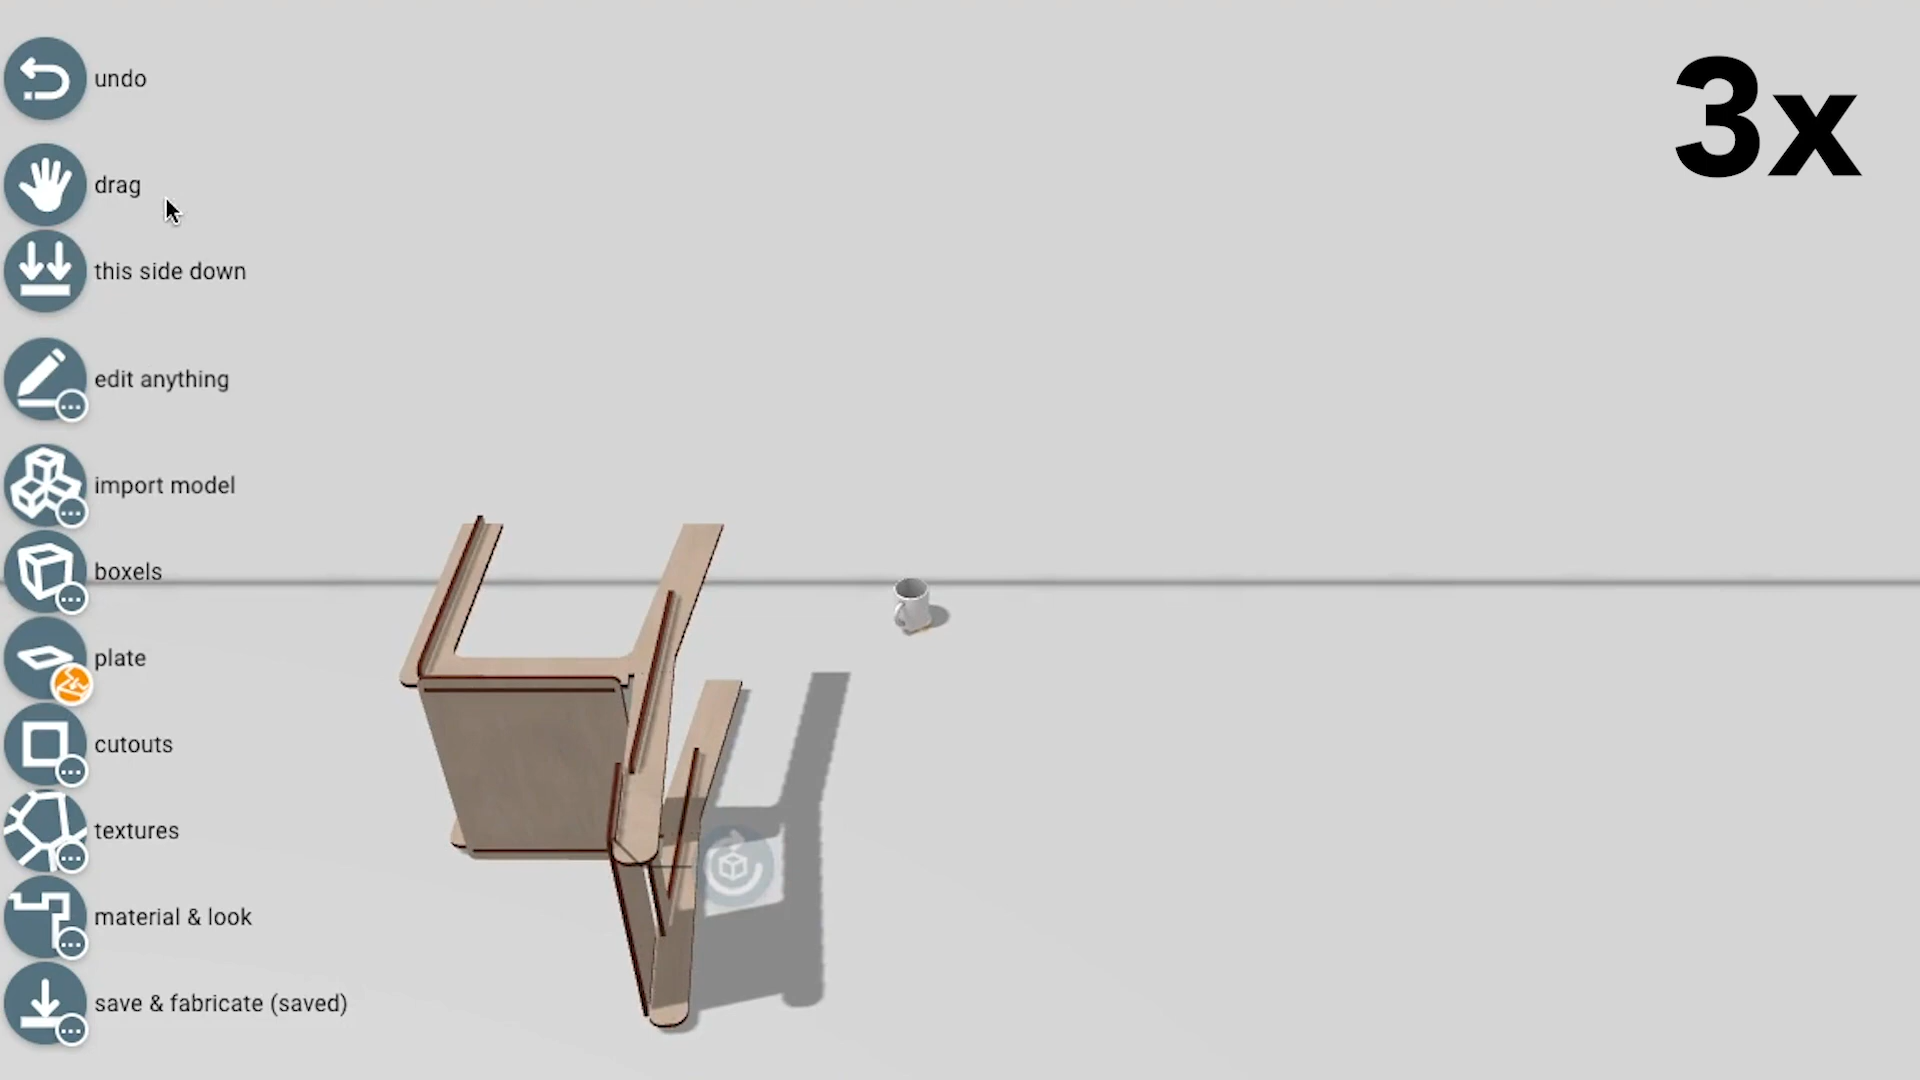 undo
3x
drag
this side down
edit anything
import model
boxels
plate
cutouts
textures
material & look
save & fabricate (saved)